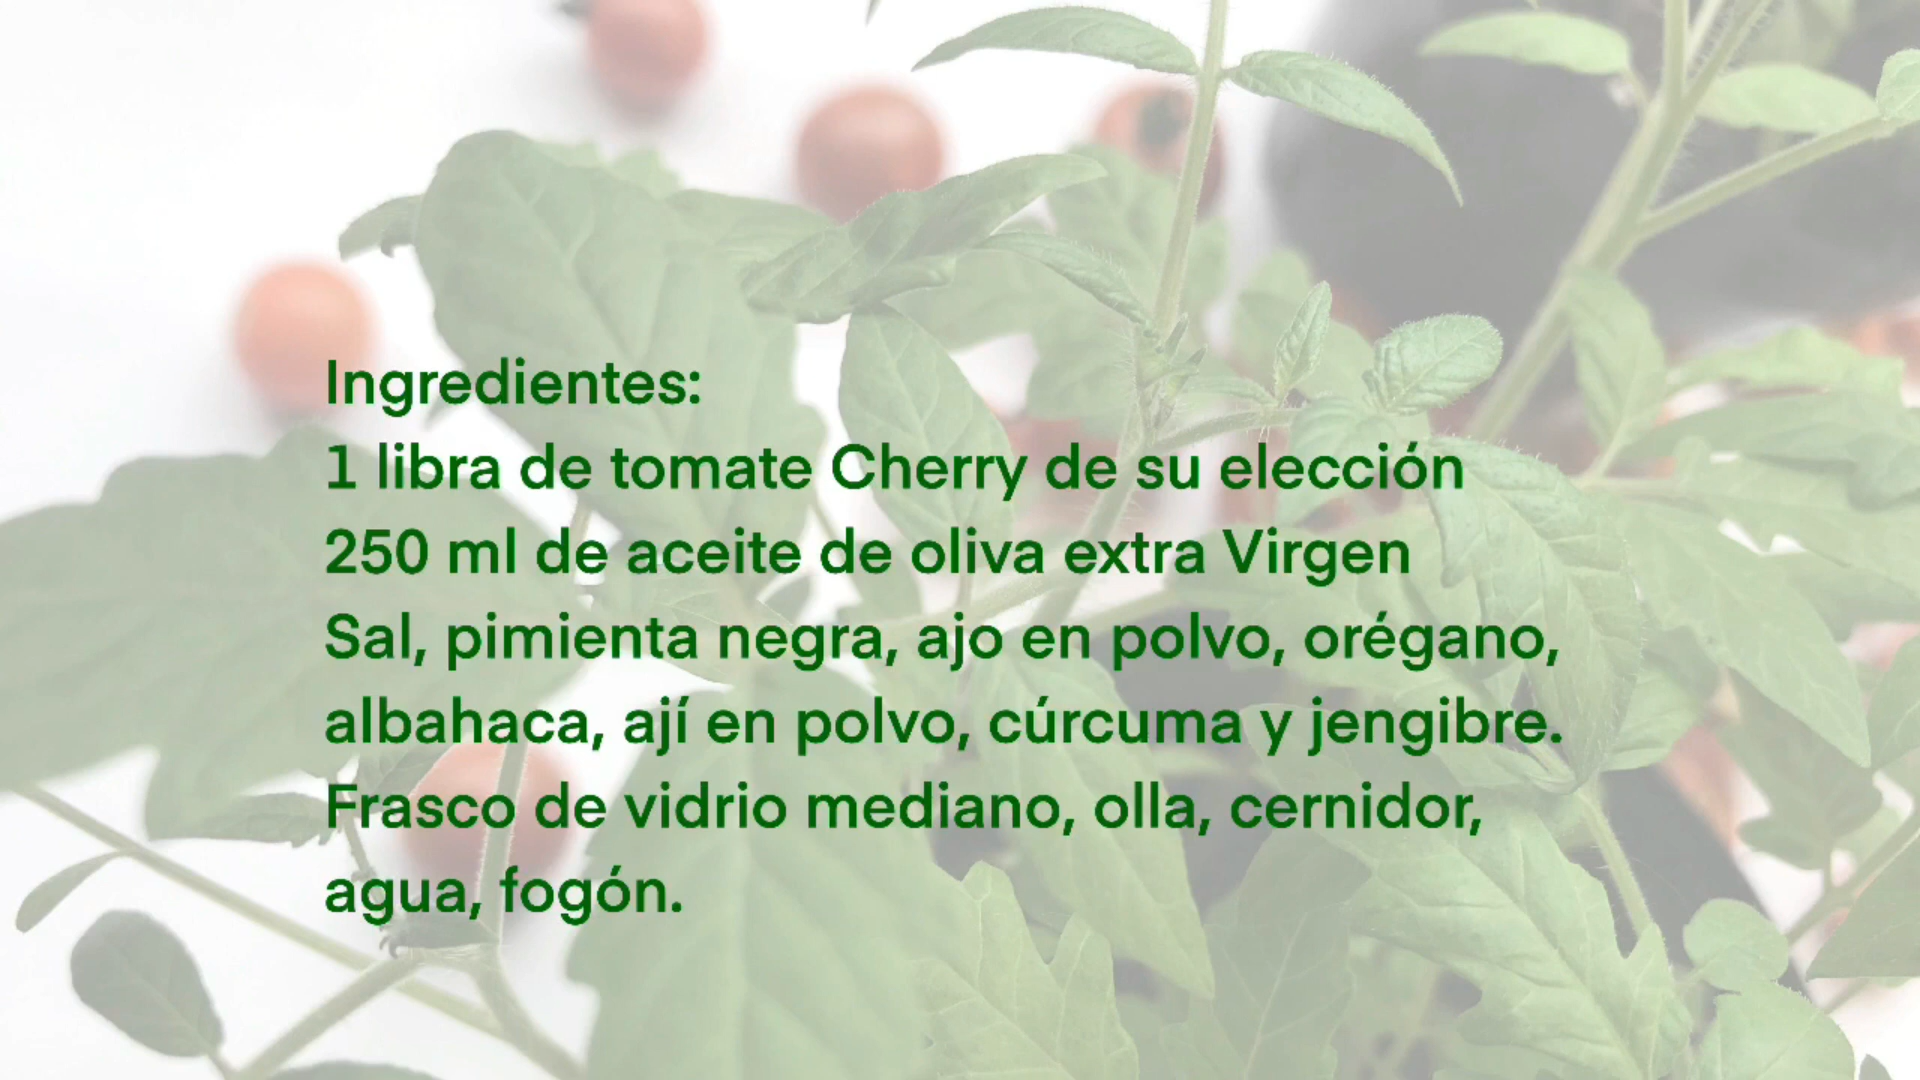 Ingredientes:
1 libra de tomate Cherry de su elección
250 ml de aceite de oliva extra Virgen
Sal, pimienta negra, ajo en polvo, orégano,
albahaca, ají en polvo, cúrcuma y jengibre.
Frasco de vidrio mediano, olla, cernidor,
agua, fogón.